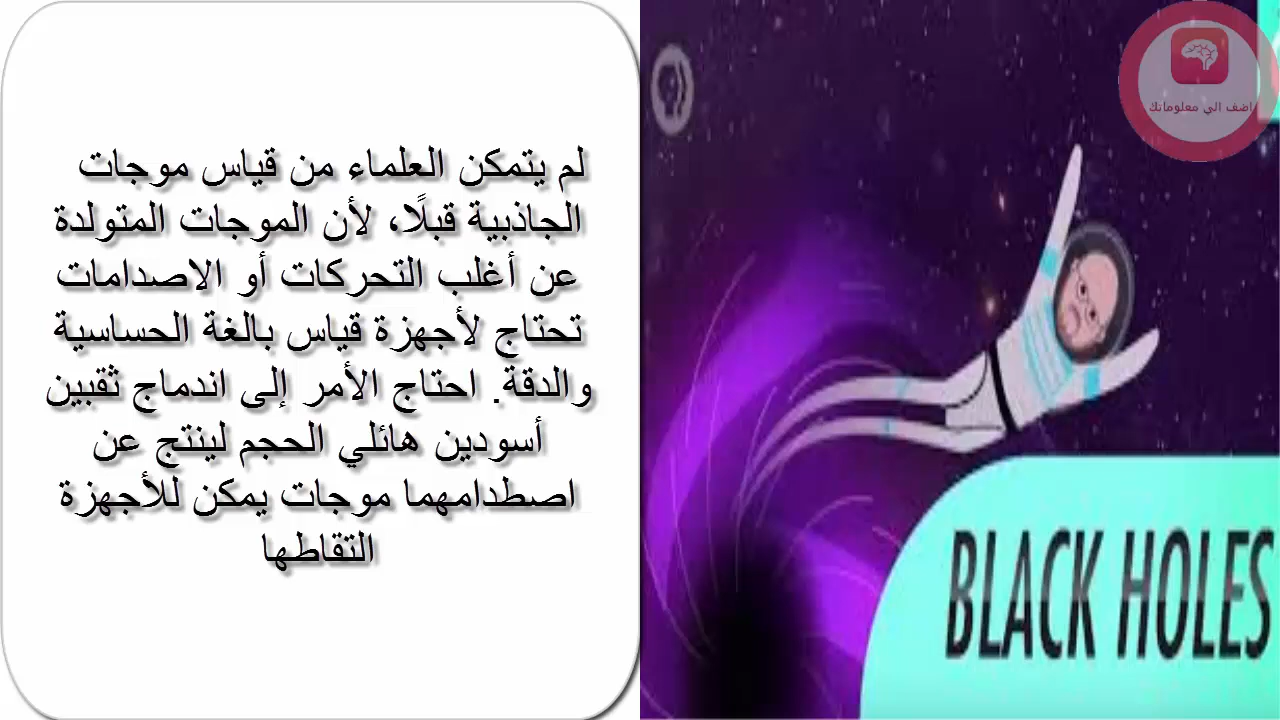 لم يتمكن العلماء من قياس موجات
الجاذبية قبلًا، لأن الموجات المتولدة
عن أغلب التحركات أو الاصدامات
تحتاج لأجهزة قياس بالغة الحساسية
والدقة. احتاج الأمر إلى اندماج ثقبين
أسودين هائلي الحجم لينتج عن
اصطدامهما موجات يمكن للأجهزة
التقاطها
اضف الي معلوماتك
BLACK HOLES